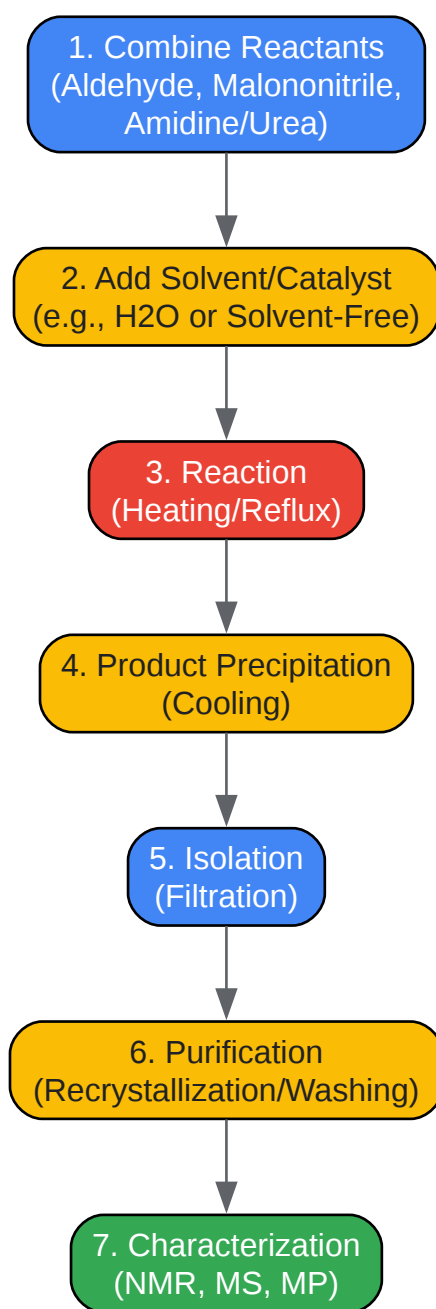 1. Combine Reactants
(Aldehyde, Malononitrile,
Amidine/Urea)
2. Add Solvent/Catalyst
(e.g., H2O or Solvent-Free)
3. Reaction
(Heating/Reflux)
4. Product Precipitation
(Cooling)
5. Isolation
(Filtration)
6. Purification
(Recrystallization/Washing)
7. Characterization
(NMR, MS, MP)